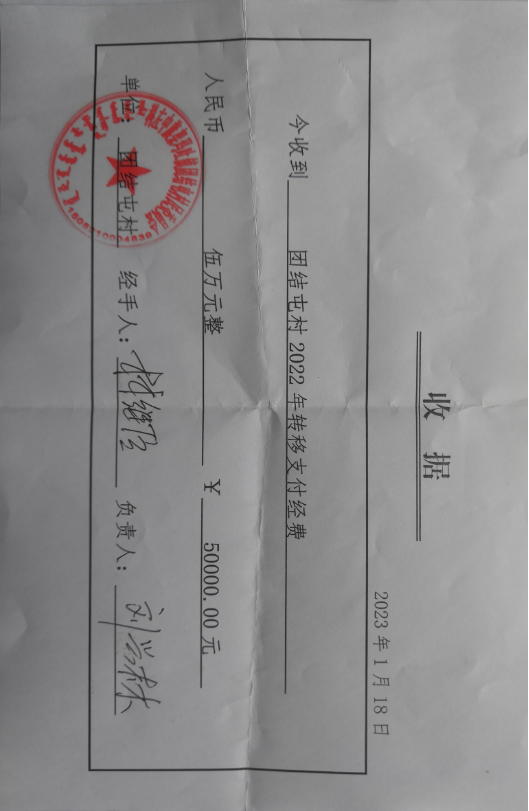 收据
2023年1月18日
今收到 团结屯村2022年转移支付经费
人民币 伍万元整 ￥ 50000.00元
单位： 团结屯村 经手人： 负责人：